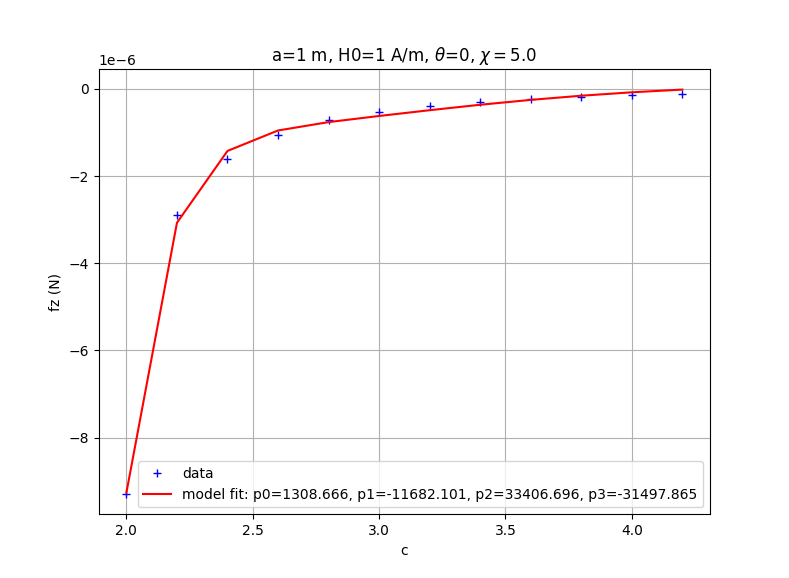 a=1 m, H0=1 A/m, θ=0, χ = 5.0
1e−6
0
−2
−4
−6
−8
fz (N)
2.0 2.5 3.0 3.5 4.0
c
data
model fit: p0=1308.666, p1=-11682.101, p2=33406.696, p3=-31497.865